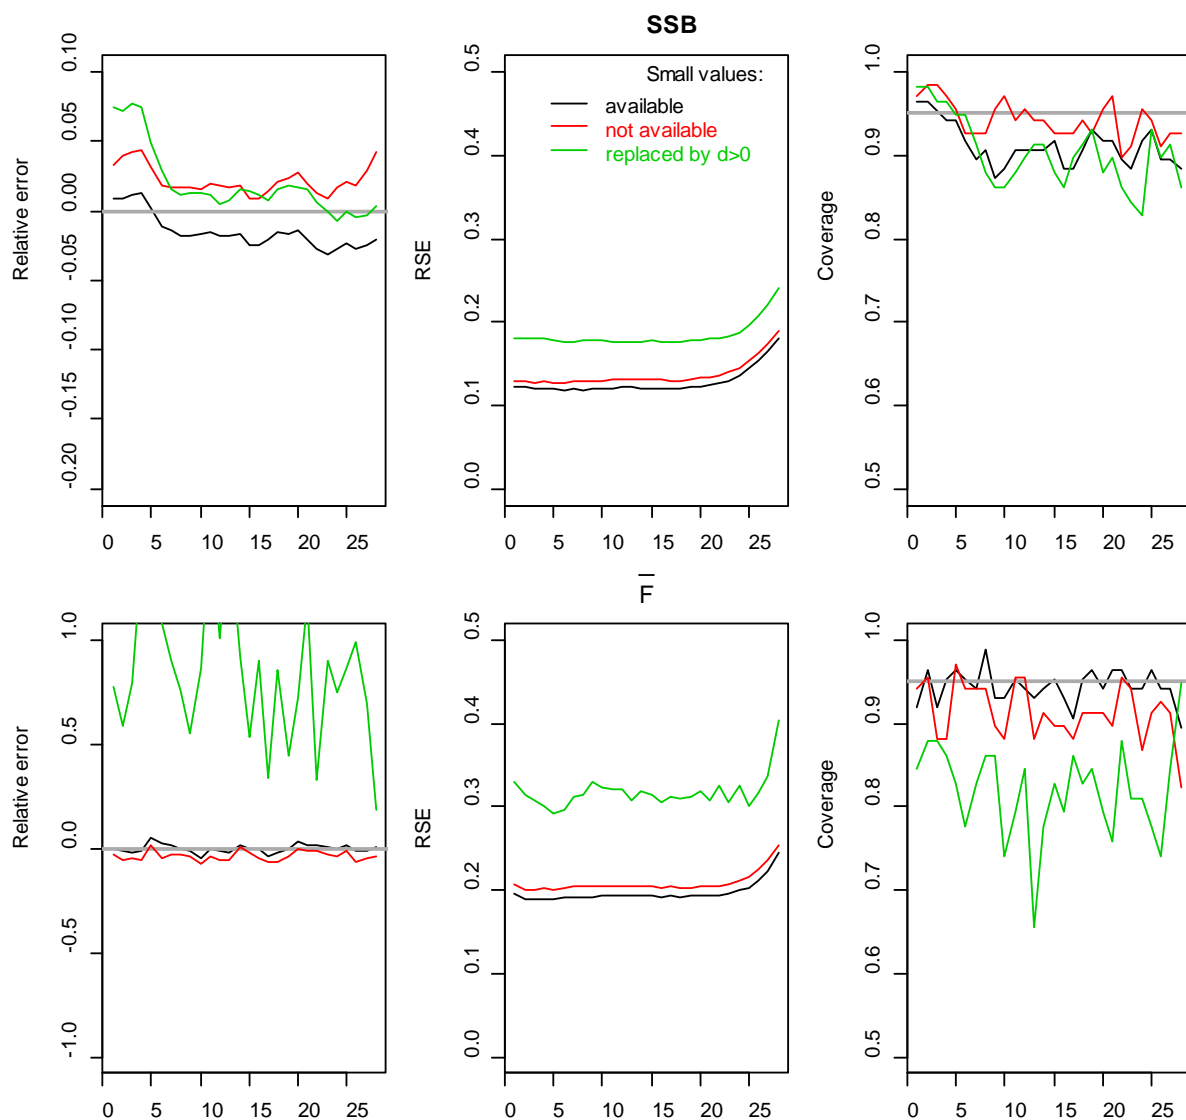 SSB
Relative error
0.10
0.05
0.00
-0.05
-0.10
-0.15
-0.20
0 5 10 15 20 25
RSE
0.5
0.4
0.3
0.2
0.1
0.0
Small values:
available
not available
replaced by d>0
0 5 10 15 20 25
Coverage
1.0
0.9
0.8
0.7
0.6
0.5
0 5 10 15 20 25
F
Relative error
1.0
0.5
0.0
-0.5
-1.0
0 5 10 15 20 25
RSE
0.5
0.4
0.3
0.2
0.1
0.0
0 5 10 15 20 25
Coverage
1.0
0.9
0.8
0.7
0.6
0.5
0 5 10 15 20 25